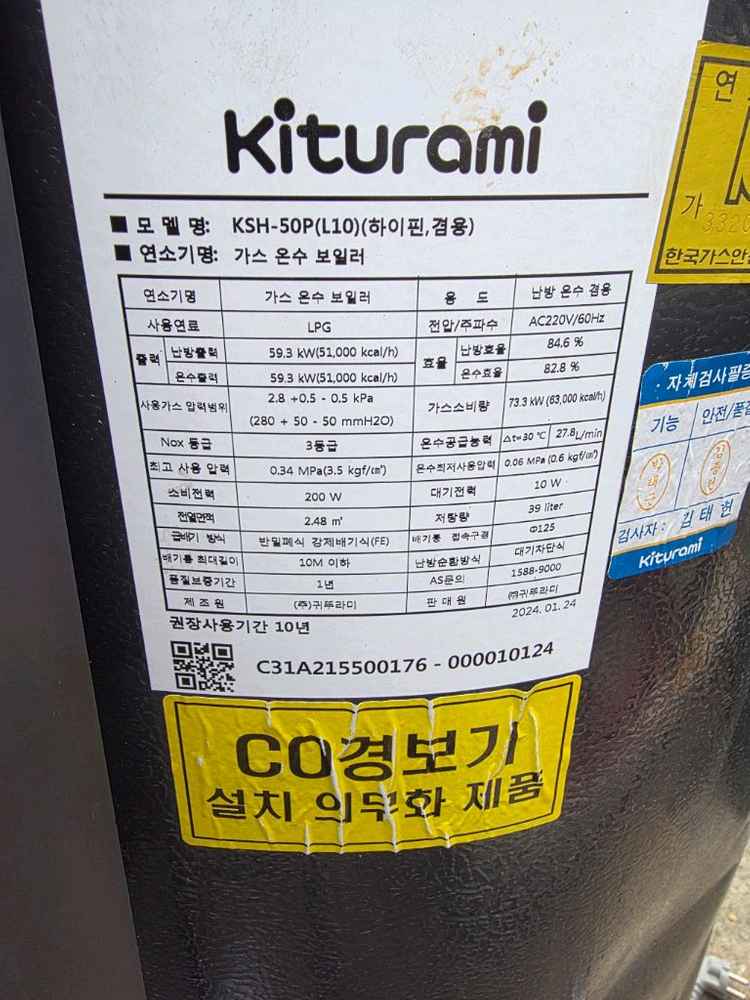 Kiturami
■ 모 델 명: KSH-50P(L10)(하이핀,겸용)
■ 연소기명: 가스 온수 보일러
연소기명 가스 온수 보일러 용 도 난방 온수 겸용
사용연료 LPG 전압/주파수 AC220V/60Hz
출력 난방출력 59.3 kW(51,000 kcal/h) 효율 난방효율 84.6 %
온수출력 59.3 kW(51,000 kcal/h) 온수효율 82.8 %
사용가스 압력범위 2.8 +0.5 - 0.5 kPa 가스소비량 73.3 kW (63,000 kcal/h)
(280 + 50 - 50 mmH2O)
Nox 등급 3등급 온수공급능력 Δt=30 ℃ 27.8L/min
최고 사용 압력 0.34 MPa(3.5 kgf/㎠) 온수최저사용압력 0.06 MPa (0.6 kgf/㎠)
소비전력 200 W 대기전력 10 W
전열면적 2.48 ㎡ 저탕량 39 liter
급배기 방식 반밀폐식 강제배기식(FE) 배기통 접속구경 Φ125
배기통 최대길이 10M 이하 난방순환방식 대기차단식
품질보증기간 1년 AS문의 1588-9000
제 조 원 (주)귀뚜라미 판 매 원 ㈜귀뚜라미
권장사용기간 10년 2024. 01. 24
C31A215500176 - 000010124
CO경보기
설치 의무화 제품
연
가
3320
한국가스안
· 자체검사필증
기능 안전/품질
검사자 : 김 태 현
Kiturami